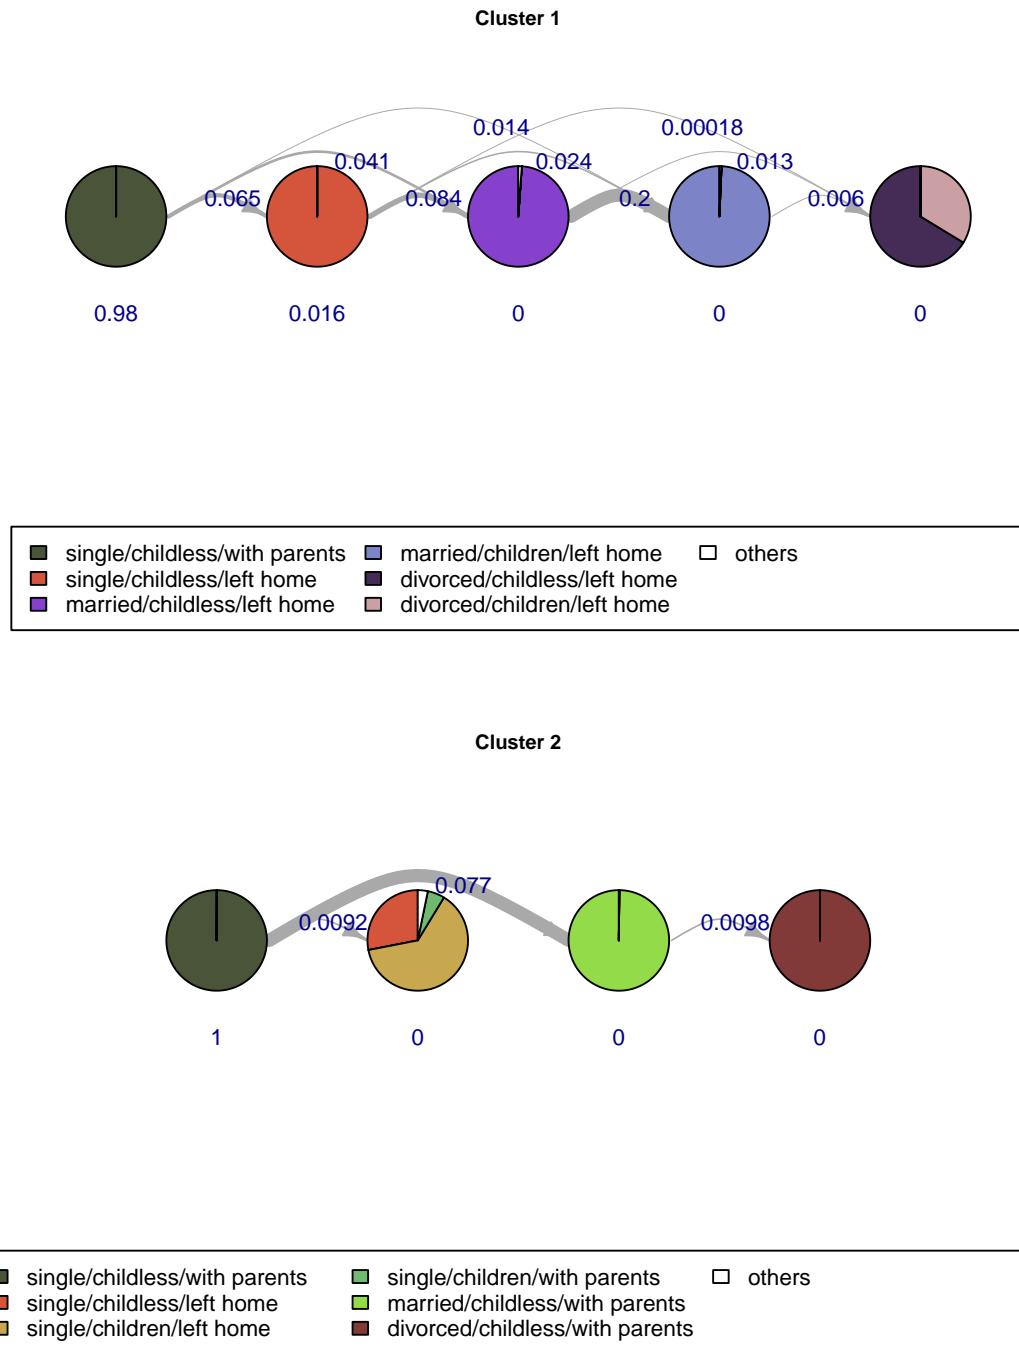 Cluster 1
0.014 0.00018
0.041 0.024 0.013
0.065 0.084 0.2 0.006
0.98 0.016 0 0 0
single/childless/with parents married/children/left home others
single/childless/left home divorced/childless/left home
married/childless/left home divorced/children/left home
Cluster 2
0.077
0.0092 0.0098
1 0 0 0
single/childless/with parents single/children/with parents others
single/childless/left home married/childless/with parents
single/children/left home divorced/childless/with parents